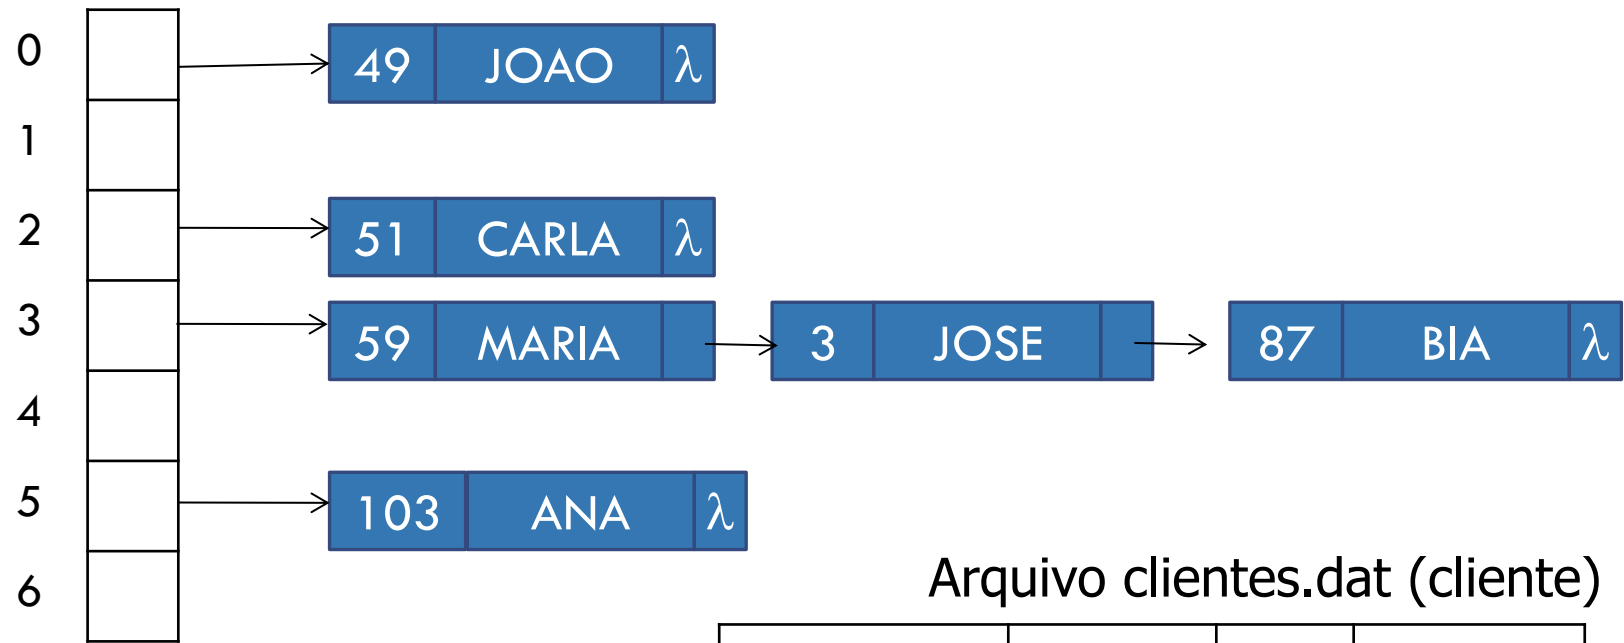 0 49 JOAO λ
1
2 51 CARLA λ
3 59 MARIA 3 JOSE 87 BIA λ
4
5 103 ANA λ
6
Arquivo clientes.dat (cliente)